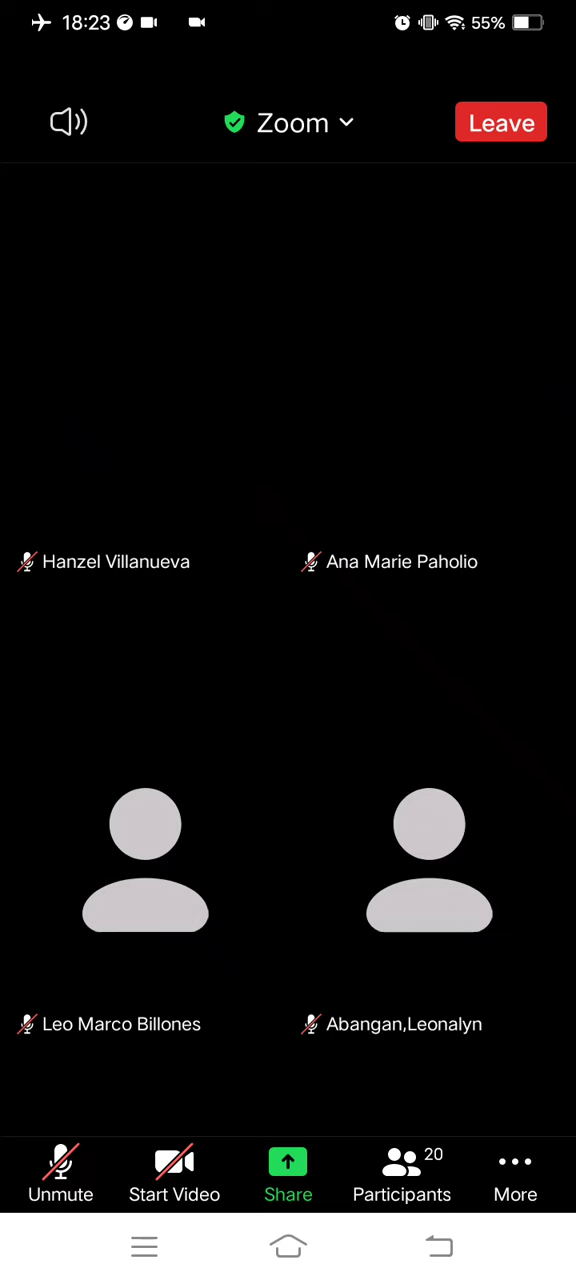 18:23 55%
Zoom Leave
Hanzel Villanueva Ana Marie Paholio
Leo Marco Billones Abangan,Leonalyn
20
Unmute Start Video Share Participants More